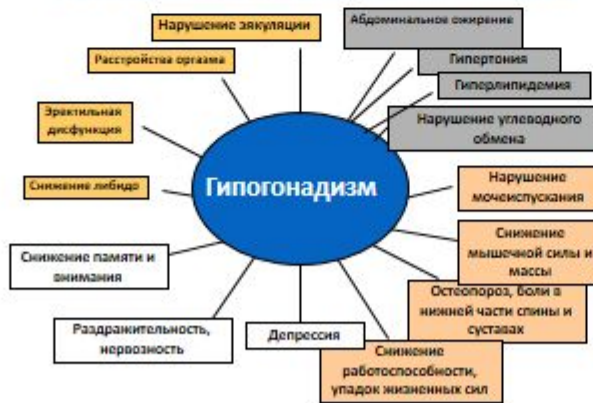 Нарушение эякуляции
Абдоминальное ожирение
Расстройства оргазма
Гипертония
Гиперлипидемия
Эректильная
дисфункция
Нарушение углеводного
обмена
Гипогонадизм
Снижение либидо
Нарушение
мочеиспускания
Снижение памяти и
внимания
Снижение
мышечной силы и
массы
Остеопороз, боли в
нижней части спины и
суставах
Раздражительность,
нервозность
Депрессия
Снижение
работоспособности,
упадок жизненных сил